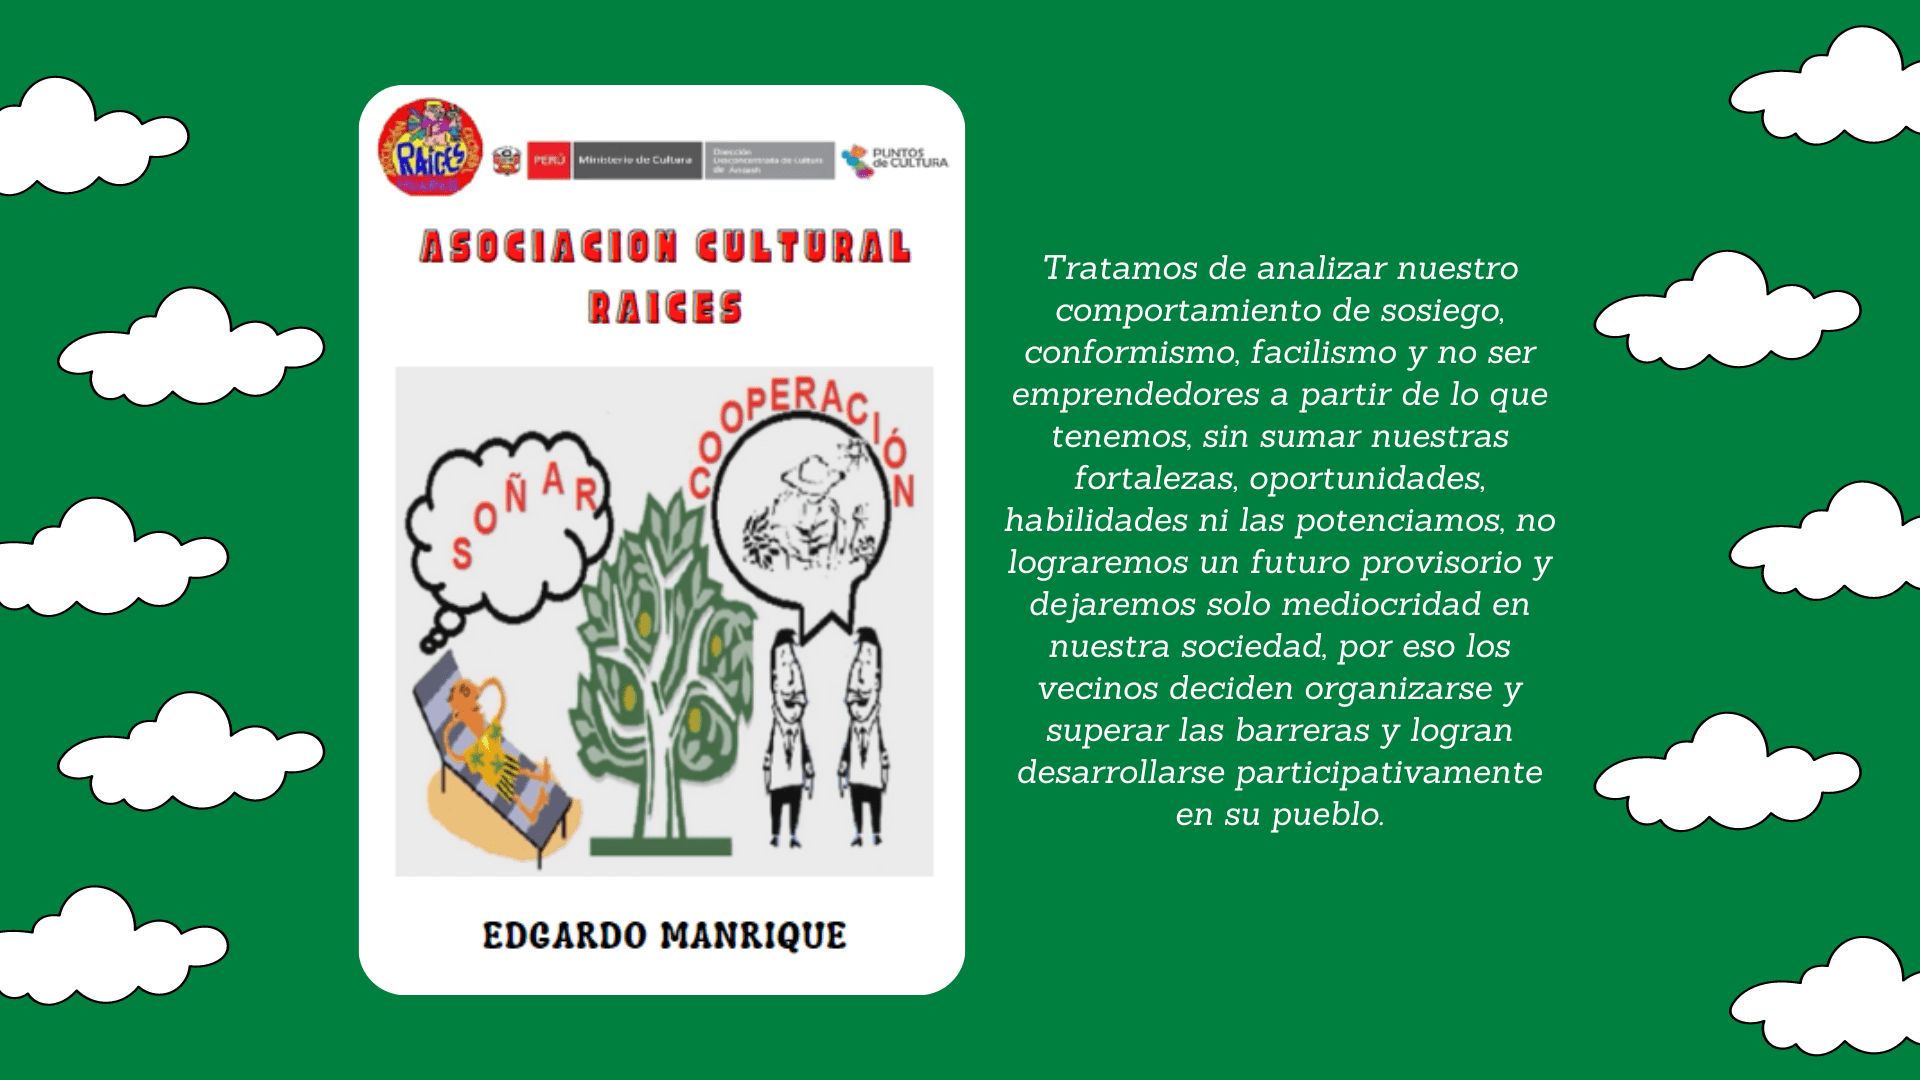 RAICES
PERÚ
Ministerio de Cultura
Dirección
Desconcentrada de Cultura
de Ancash
PUNTOS
de CULTURA
ASOCIACION CULTURAL
RAICES
SOÑAR
COOPERACIÓN
EDGARDO MANRIQUE
Tratamos de analizar nuestro
comportamiento de sosiego,
conformismo, facilismo y no ser
emprendedores a partir de lo que
tenemos, sin sumar nuestras
fortalezas, oportunidades,
habilidades ni las potenciamos, no
lograremos un futuro provisorio y
dejaremos solo mediocridad en
nuestra sociedad, por eso los
vecinos deciden organizarse y
superar las barreras y logran
desarrollarse participativamente
en su pueblo.